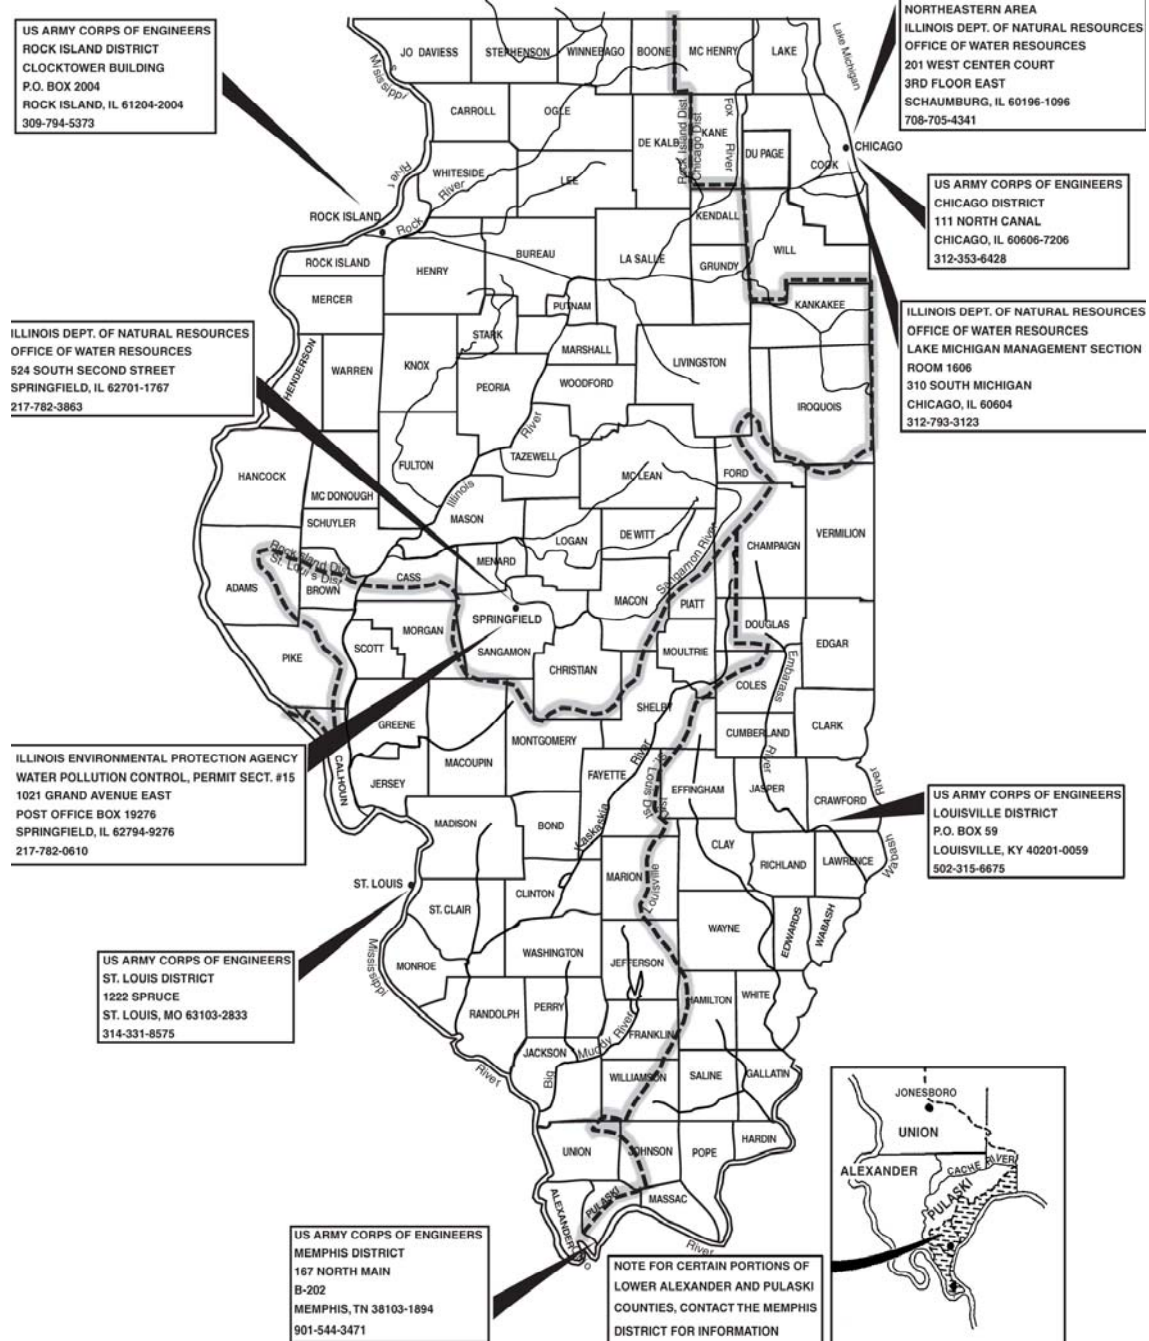 US ARMY CORPS OF ENGINEERS
ROCK ISLAND DISTRICT
CLOCKTOWER BUILDING
P.O. BOX 2004
ROCK ISLAND, IL 61204-2004
309-794-5373
NORTHEASTERN AREA
ILLINOIS DEPT. OF NATURAL RESOURCES
OFFICE OF WATER RESOURCES
201 WEST CENTER COURT
3RD FLOOR EAST
SCHAUMBURG, IL 60196-1096
708-705-4341
US ARMY CORPS OF ENGINEERS
CHICAGO DISTRICT
111 NORTH CANAL
CHICAGO, IL 60606-7206
312-353-6428
ILLINOIS DEPT. OF NATURAL RESOURCES
OFFICE OF WATER RESOURCES
LAKE MICHIGAN MANAGEMENT SECTION
ROOM 1606
310 SOUTH MICHIGAN
CHICAGO, IL 60604
312-793-3123
ILLINOIS DEPT. OF NATURAL RESOURCES
OFFICE OF WATER RESOURCES
524 SOUTH SECOND STREET
SPRINGFIELD, IL 62701-1767
217-782-3863
ILLINOIS ENVIRONMENTAL PROTECTION AGENCY
WATER POLLUTION CONTROL, PERMIT SECT. #15
1021 GRAND AVENUE EAST
POST OFFICE BOX 19276
SPRINGFIELD, IL 62794-9276
217-782-0610
US ARMY CORPS OF ENGINEERS
LOUISVILLE DISTRICT
P.O. BOX 59
LOUISVILLE, KY 40201-0059
502-315-6675
US ARMY CORPS OF ENGINEERS
ST. LOUIS DISTRICT
1222 SPRUCE
ST. LOUIS, MO 63103-2833
314-331-8575
US ARMY CORPS OF ENGINEERS
MEMPHIS DISTRICT
167 NORTH MAIN
B-202
MEMPHIS, TN 38103-1894
901-544-3471
NOTE FOR CERTAIN PORTIONS OF
LOWER ALEXANDER AND PULASKI
COUNTIES, CONTACT THE MEMPHIS
DISTRICT FOR INFORMATION
JO DAVIESS
STEPHENSON
WINNEBAGO
BOONE
MC HENRY
LAKE
Lake Michigan
Mississippi
CARROLL
OGLE
DE KALB
Rock Island Dist
Chicago Dist
KANE
Fox
River
DU PAGE
COOK
CHICAGO
River
WHITESIDE
River
LEE
KENDALL
ROCK ISLAND
Rock
BUREAU
LA SALLE
GRUNDY
WILL
ROCK ISLAND
HENRY
MERCER
PUTNAM
KANKAKEE
STARK
MARSHALL
LIVINGSTON
HENDERSON
WARREN
KNOX
PEORIA
WOODFORD
IROQUOIS
River
TAZEWELL
FULTON
MC LEAN
FORD
HANCOCK
MC DONOUGH
Illinois
SCHUYLER
MASON
LOGAN
DE WITT
CHAMPAIGN
VERMILION
Rock Island Dist
St. Louis Dist
MENARD
CASS
Sangamon River
ADAMS
BROWN
MACON
PIATT
SPRINGFIELD
DOUGLAS
MORGAN
SCOTT
SANGAMON
MOULTRIE
EDGAR
PIKE
CHRISTIAN
Embarass
COLES
SHELBY
GREENE
CLARK
CUMBERLAND
MONTGOMERY
MACOUPIN
River
River
CALHOUN
JERSEY
FAYETTE
St. Louis Dist
EFFINGHAM
JASPER
CRAWFORD
River
MADISON
BOND
Kaskaskia
CLAY
RICHLAND
LAWRENCE
Wabash
MARION
Louisville
Dist
ST. LOUIS
ST. CLAIR
CLINTON
WAYNE
EDWARDS
WABASH
MONROE
WASHINGTON
JEFFERSON
Mississippi
RANDOLPH
PERRY
HAMILTON
WHITE
FRANKLIN
JACKSON
Muddy River
Big
River
WILLIAMSON
SALINE
GALLATIN
UNION
JOHNSON
POPE
HARDIN
ALEXANDER
PULASKI
MASSAC
River
JONESBORO
UNION
ALEXANDER
CACHE RIVER
PULASKI